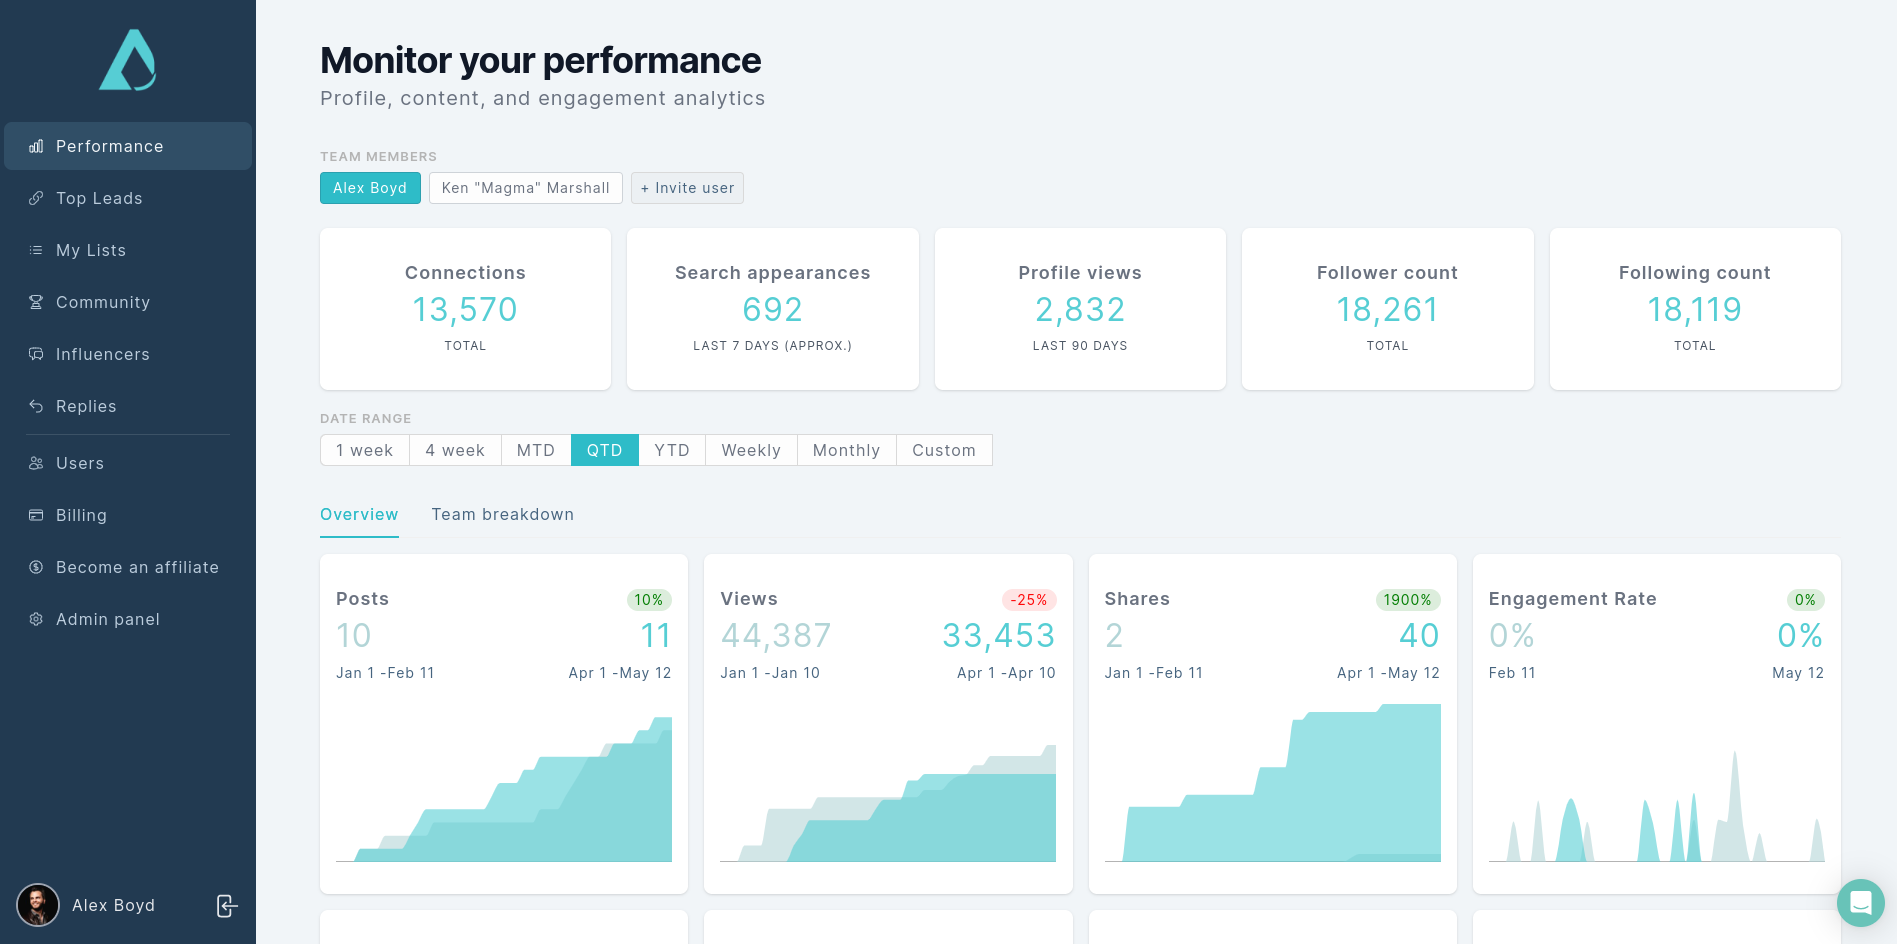 Performance
Top Leads
My Lists
Community
Influencers
Replies
Users
Billing
Become an affiliate
Admin panel
Alex Boyd
Monitor your performance
Profile, content, and engagement analytics
TEAM MEMBERS
Alex Boyd Ken "Magma" Marshall + Invite user
Connections Search appearances Profile views Follower count Following count
13,570 692 2,832 18,261 18,119
TOTAL LAST 7 DAYS (APPROX.) LAST 90 DAYS TOTAL TOTAL
DATE RANGE
1 week 4 week MTD QTD YTD Weekly Monthly Custom
Overview Team breakdown
Posts 10% Views -25% Shares 1900% Engagement Rate 0%
10 11 44,387 33,453 2 40 0% 0%
Jan 1 -Feb 11 Apr 1 -May 12 Jan 1 -Jan 10 Apr 1 -Apr 10 Jan 1 -Feb 11 Apr 1 -May 12 Feb 11 May 12